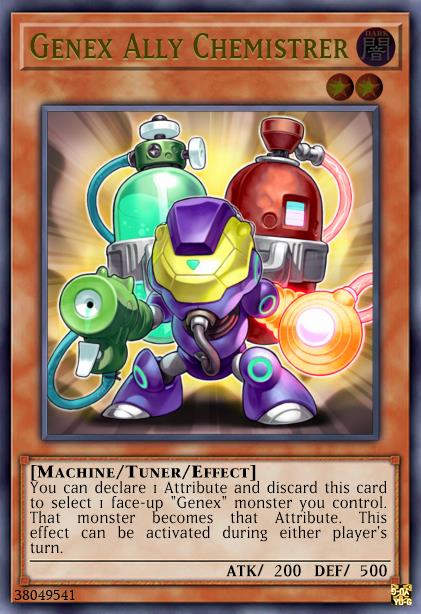 Genex Ally Chemistrer
DARK
闇
[Machine/Tuner/Effect]
You can declare 1 Attribute and discard this card
to select 1 face-up "Genex" monster you control.
That monster becomes that Attribute. This
effect can be activated during either player's
turn.
ATK/ 200 DEF/ 500
38049541